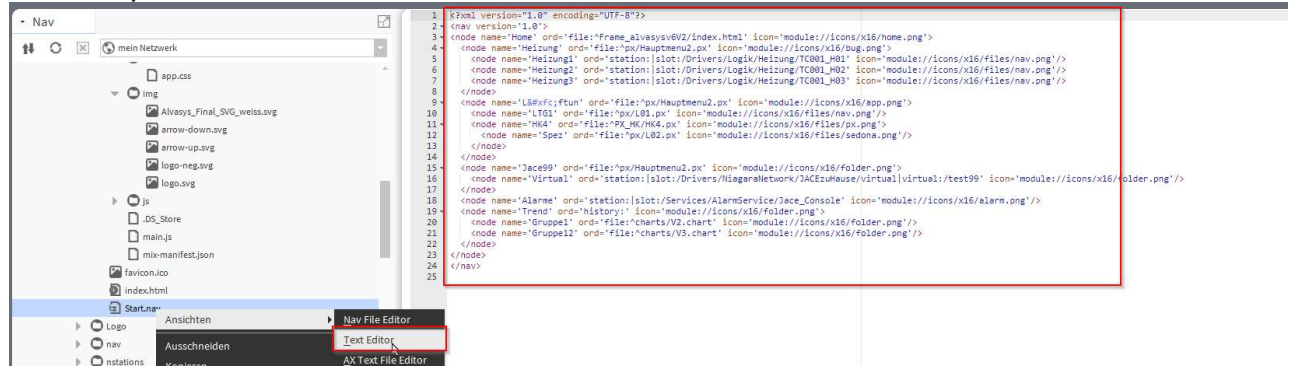 Nav
mein Netzwerk
app.css
img
Alvasys_Final_SVG_weiss.svg
arrow-down.svg
arrow-up.svg
logo-neg.svg
logo.svg
js
.DS_Store
main.js
mix-manifest.json
favicon.ico
index.html
Start.nav
Logo
nav
nstations
Ansichten
Ausschneiden
Kopieren
Nav File Editor
Text Editor
AX Text File Editor
1 <?xml version="1.0" encoding="UTF-8"?>
2 <nav version='1.0'>
3 <node name='Home' ord='file:^Frame_alvasysv6V2/index.html' icon='module://icons/x16/home.png'>
4 <node name='Heizung' ord='file:^px/Hauptmenu2.px' icon='module://icons/x16/bug.png'>
5 <node name='Heizung1' ord='station:|slot:/Drivers/Logik/Heizung/TC001_H01' icon='module://icons/x16/files/nav.png'/>
6 <node name='Heizung2' ord='station:|slot:/Drivers/Logik/Heizung/TC001_H02' icon='module://icons/x16/files/nav.png'/>
7 <node name='Heizung3' ord='station:|slot:/Drivers/Logik/Heizung/TC001_H03' icon='module://icons/x16/files/nav.png'/>
8 </node>
9 <node name='L&#xfc;ftun' ord='file:^px/Hauptmenu2.px' icon='module://icons/x16/app.png'>
10 <node name='LTG1' ord='file:^px/L01.px' icon='module://icons/x16/files/nav.png'/>
11 <node name='HK4' ord='file:^PX_HK/HK4.px' icon='module://icons/x16/files/px.png'>
12 <node name='Spez' ord='file:^px/L02.px' icon='module://icons/x16/files/sedona.png'/>
13 </node>
14 </node>
15 <node name='Jace99' ord='file:^px/Hauptmenu2.px' icon='module://icons/x16/folder.png'>
16 <node name='Virtual' ord='station:|slot:/Drivers/NiagaraNetwork/JACEzuHause/virtual|virtual:/test99' icon='module://icons/x16/folder.png'/>
17 </node>
18 <node name='Alarme' ord='station:|slot:/Services/AlarmService/Jace_Console' icon='module://icons/x16/alarm.png'/>
19 <node name='Trend' ord='history:' icon='module://icons/x16/folder.png'>
20 <node name='Gruppe1' ord='file:^charts/V2.chart' icon='module://icons/x16/folder.png'/>
21 <node name='Gruppe12' ord='file:^charts/V3.chart' icon='module://icons/x16/folder.png'/>
22 </node>
23 </node>
24 </nav>
25